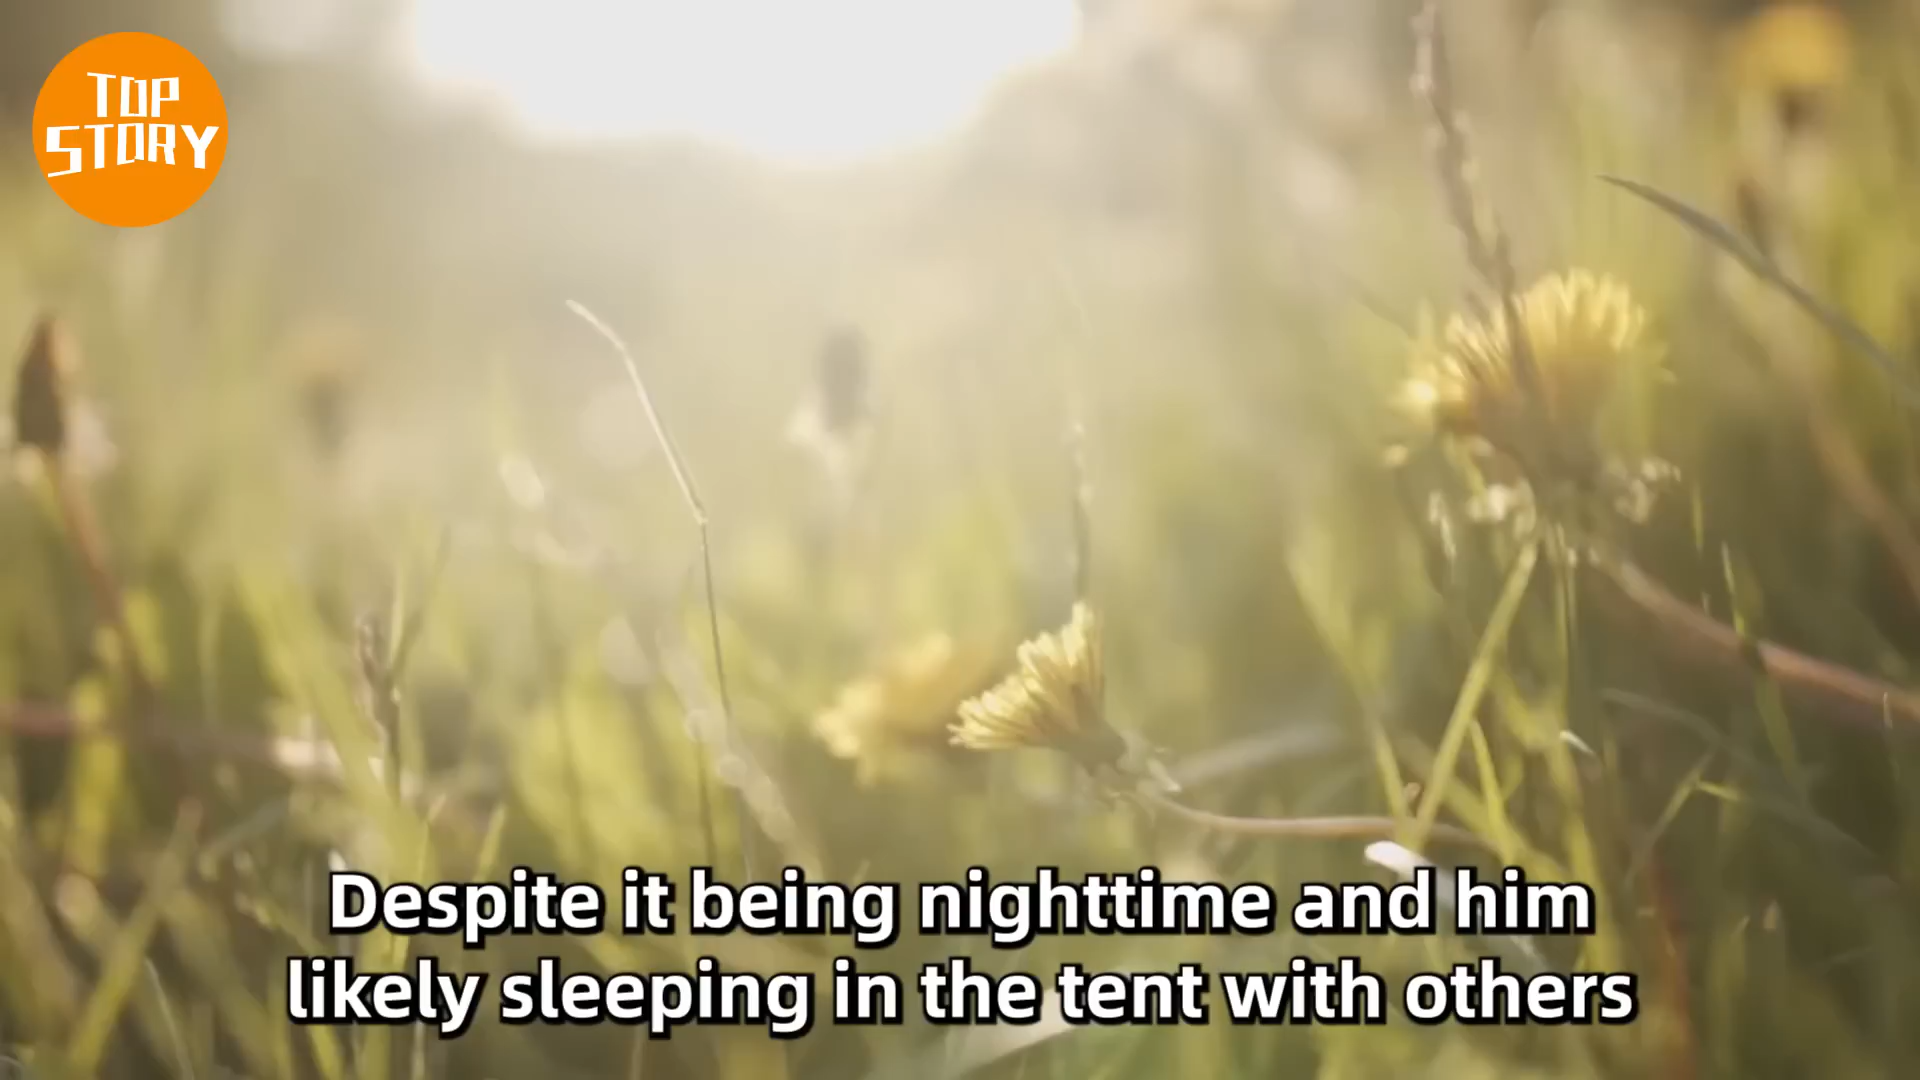 TOP
STORY
Despite it being nighttime and him
likely sleeping in the tent with others